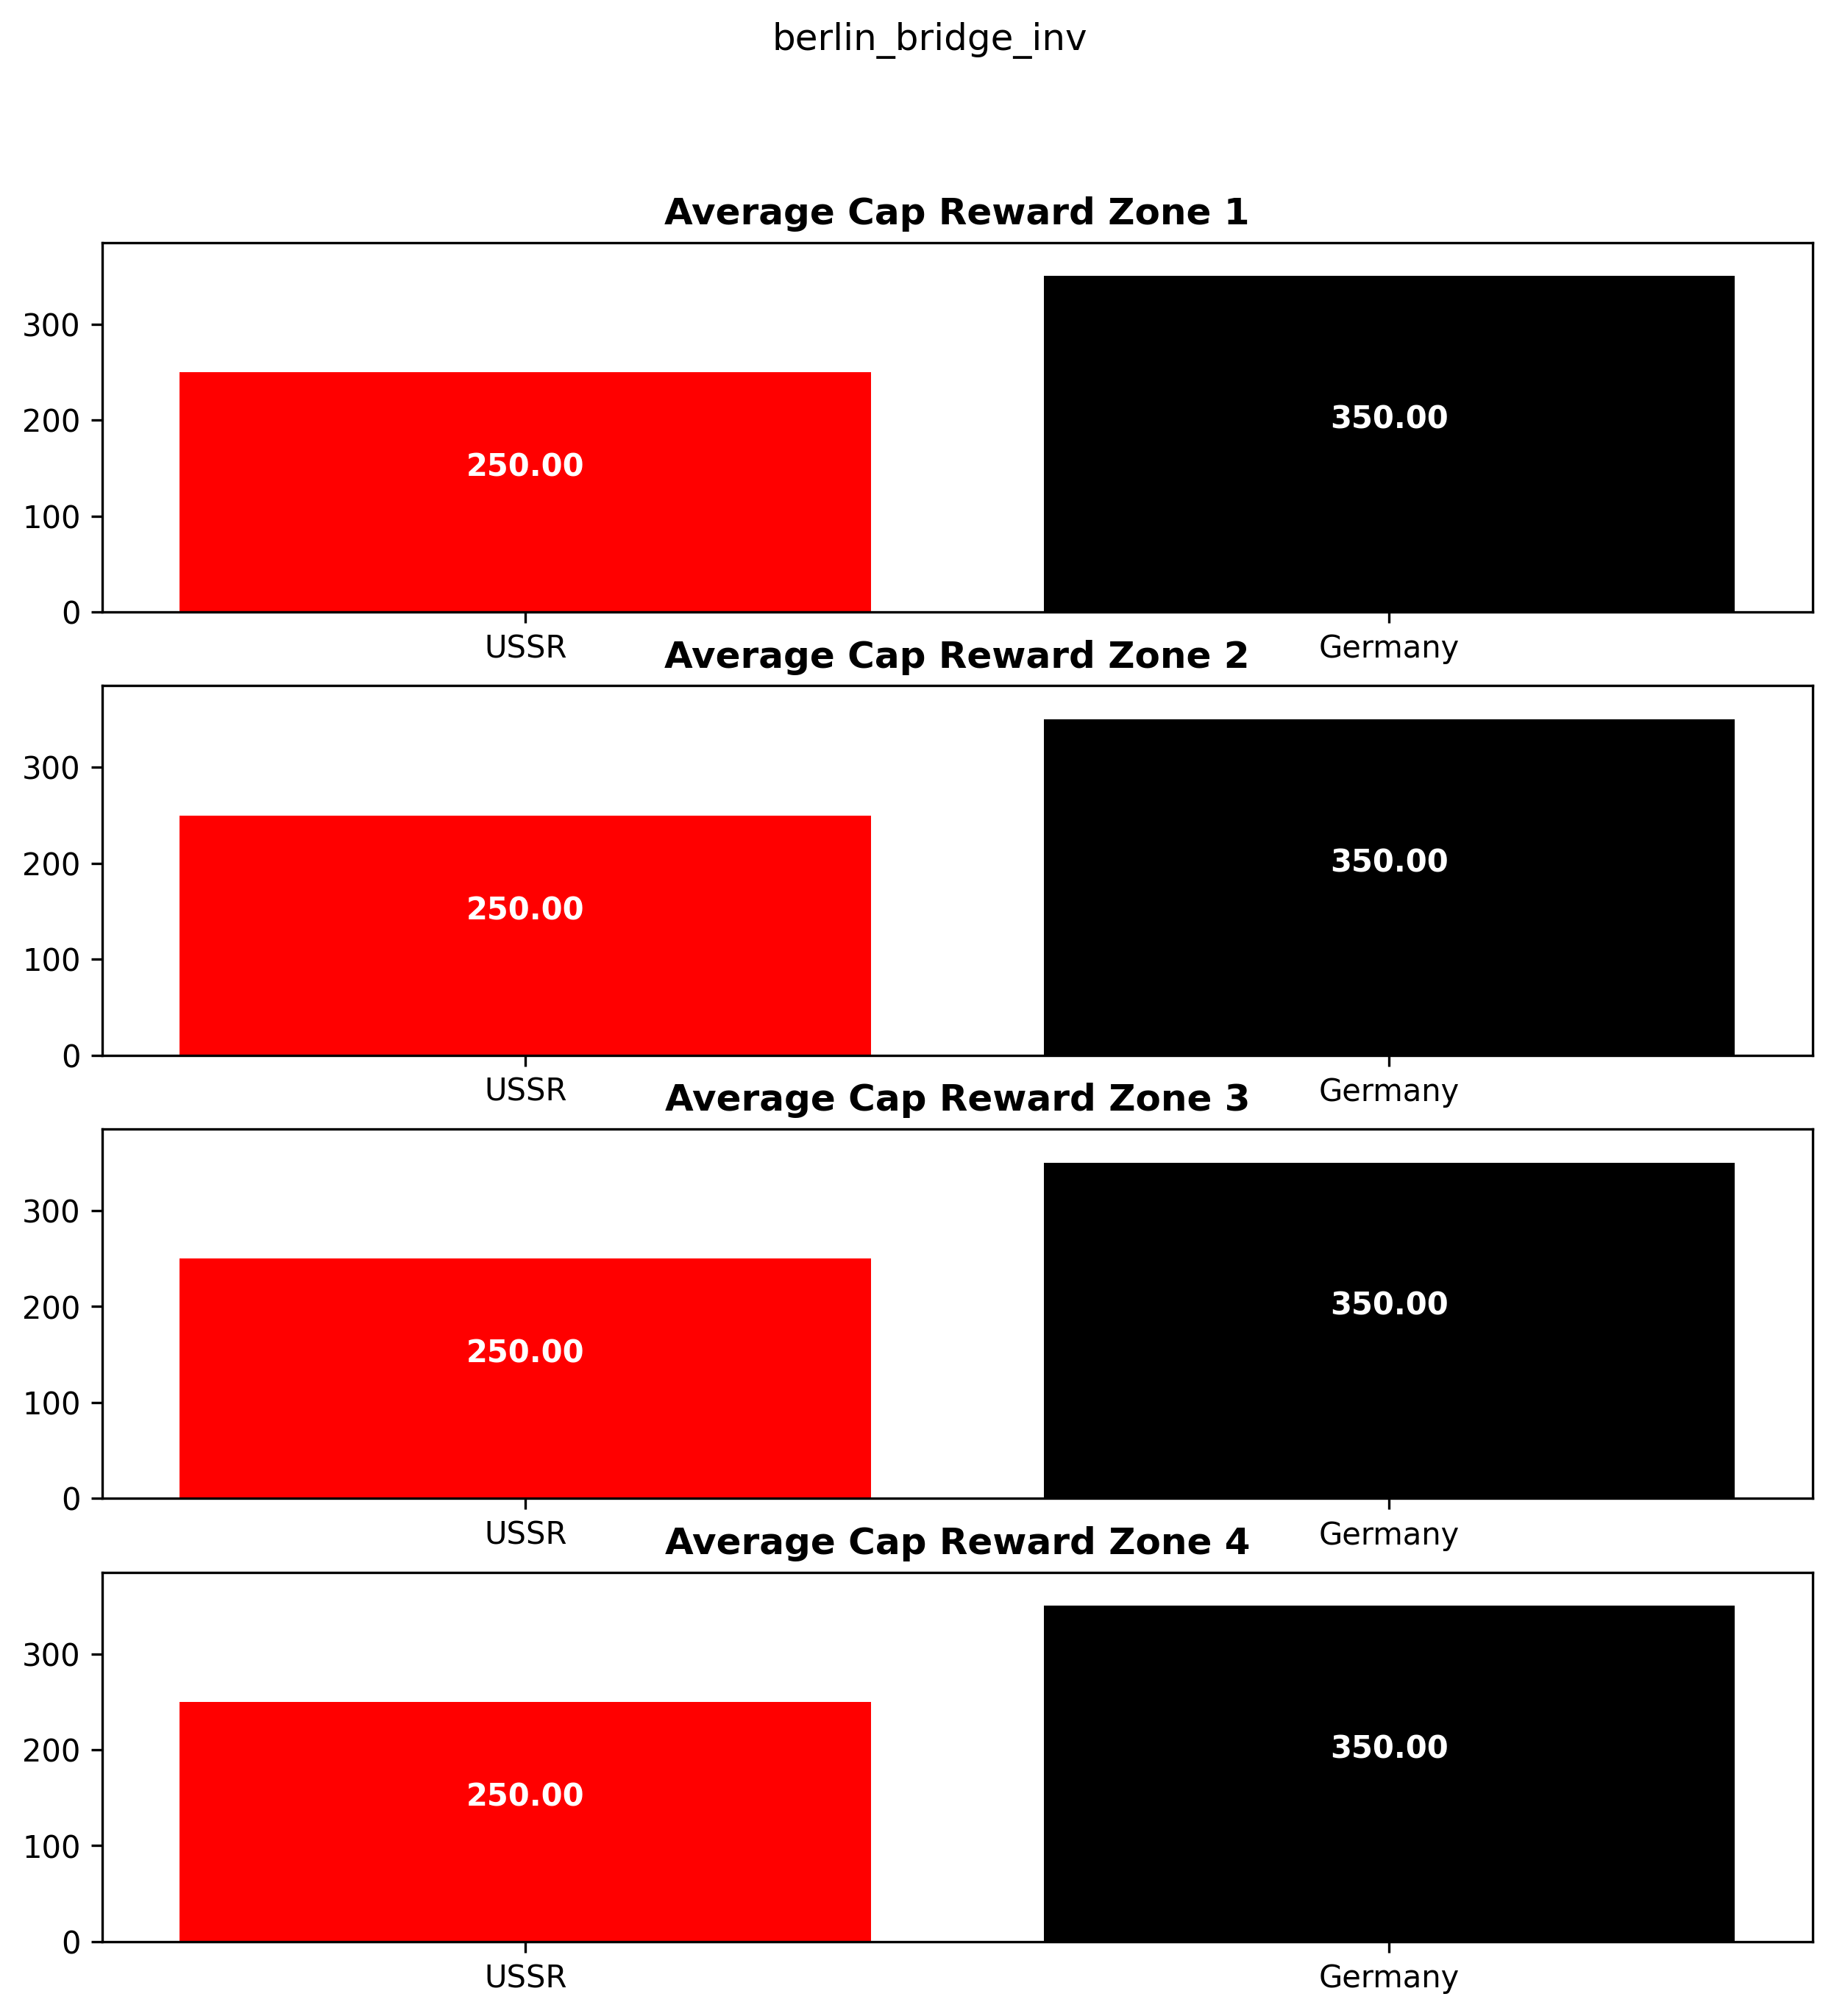 berlin_bridge_inv
Average Cap Reward Zone 1
300
200
100
0
250.00
350.00
USSR
Germany
Average Cap Reward Zone 2
300
200
100
0
250.00
350.00
USSR
Germany
Average Cap Reward Zone 3
300
200
100
0
250.00
350.00
USSR
Germany
Average Cap Reward Zone 4
300
200
100
0
250.00
350.00
USSR
Germany